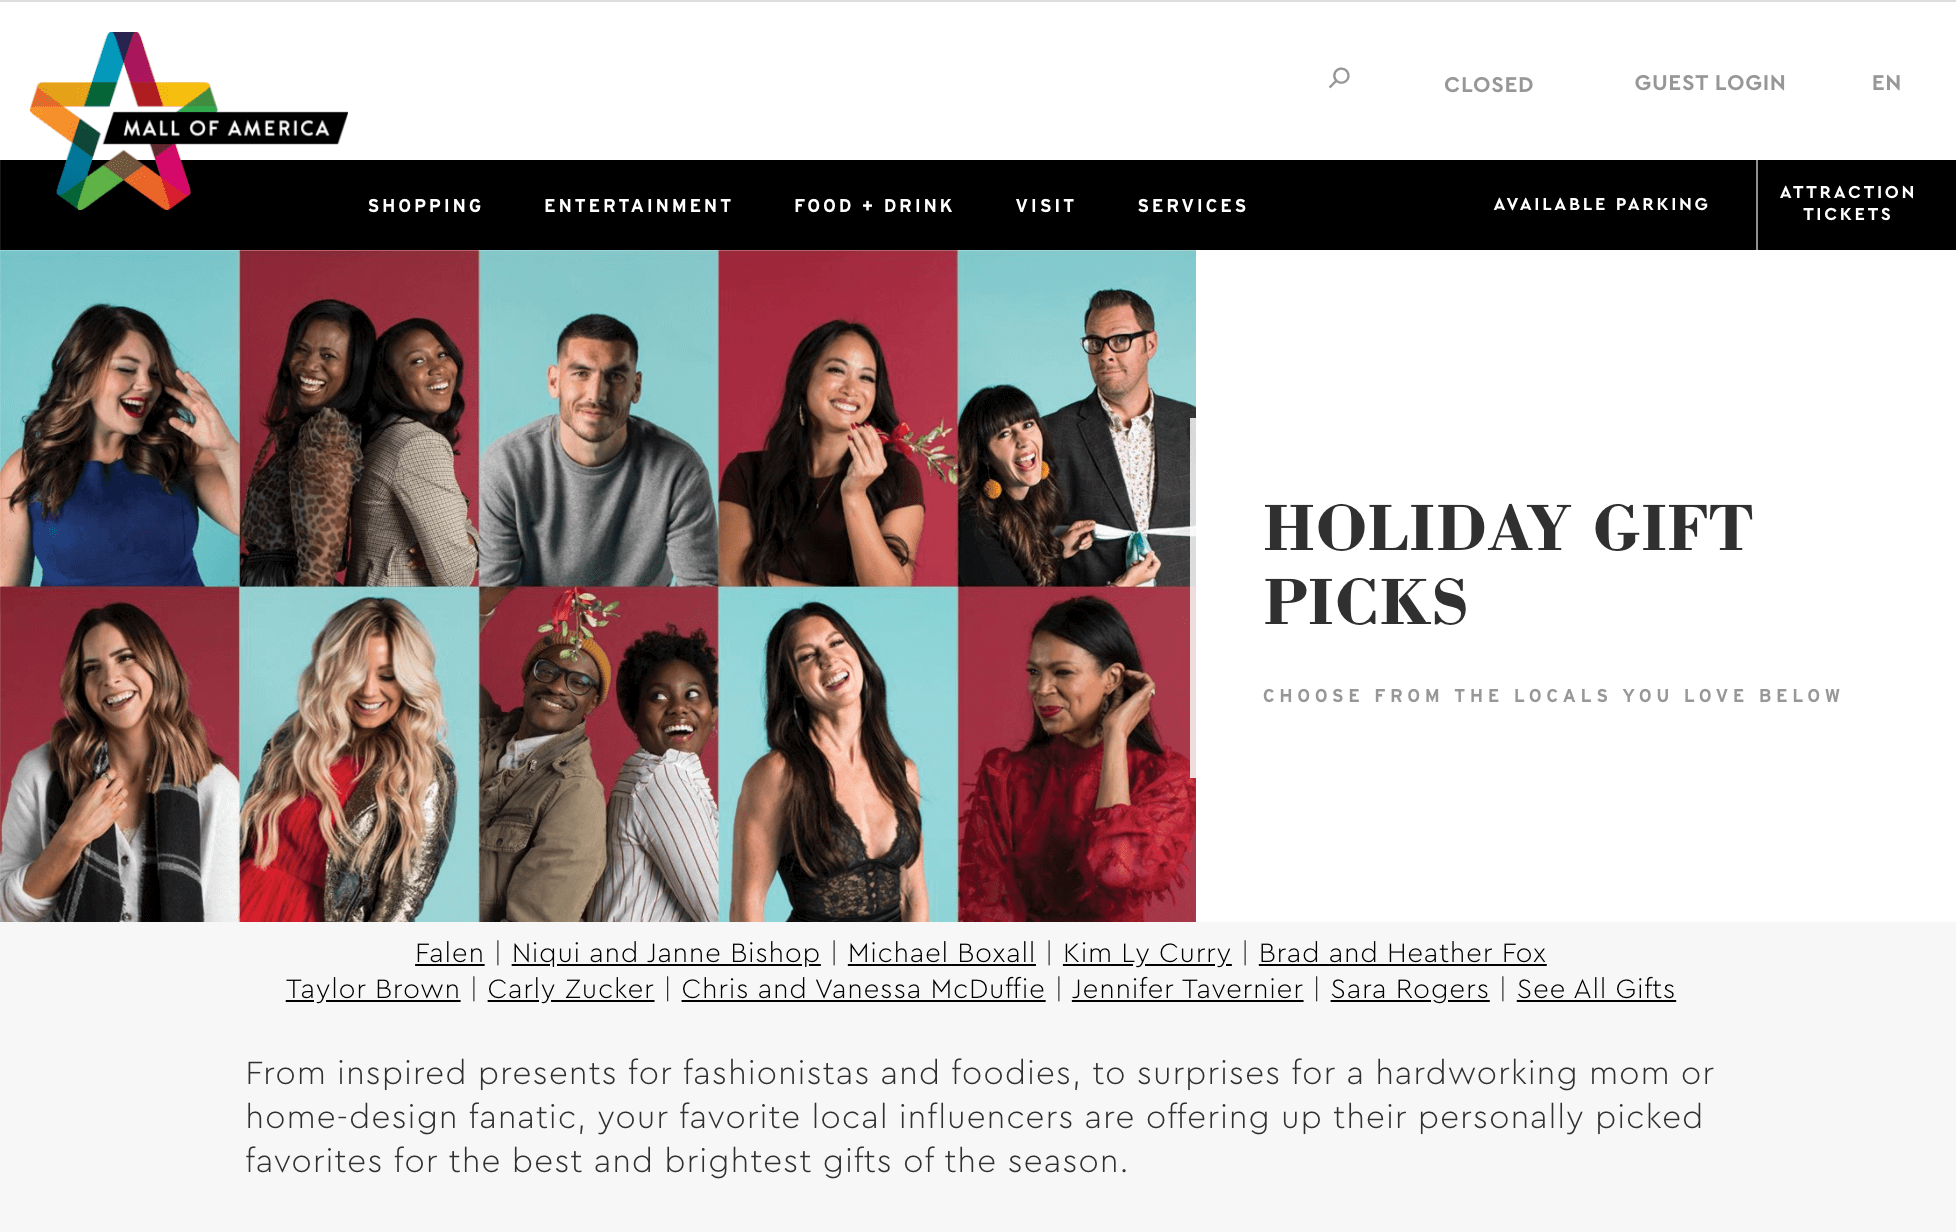 CLOSED
GUEST LOGIN
EN
MALL OF AMERICA
SHOPPING
ENTERTAINMENT
FOOD + DRINK
VISIT
SERVICES
AVAILABLE PARKING
ATTRACTION
TICKETS
HOLIDAY GIFT
PICKS
CHOOSE FROM THE LOCALS YOU LOVE BELOW
Falen | Niqui and Janne Bishop | Michael Boxall | Kim Ly Curry | Brad and Heather Fox
Taylor Brown | Carly Zucker | Chris and Vanessa McDuffie | Jennifer Tavernier | Sara Rogers | See All Gifts
From inspired presents for fashionistas and foodies, to surprises for a hardworking mom or
home-design fanatic, your favorite local influencers are offering up their personally picked
favorites for the best and brightest gifts of the season.